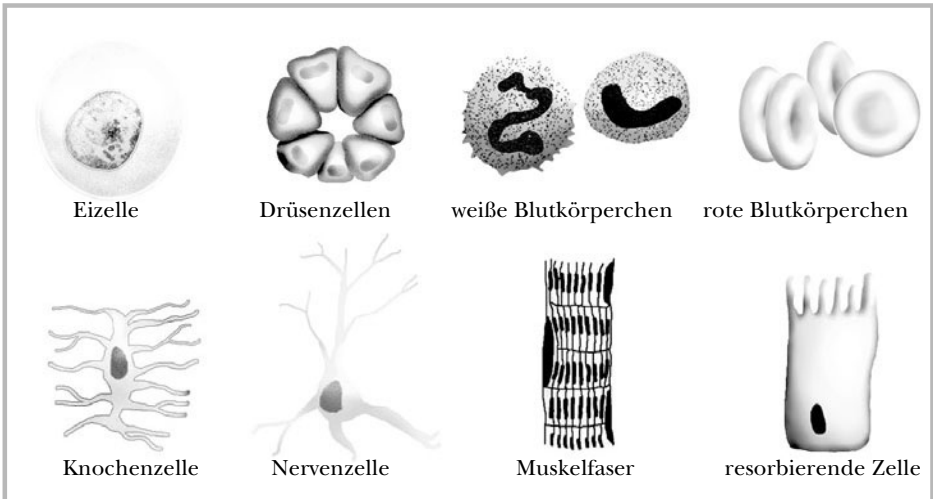 Eizelle Drüsenzellen weiße Blutkörperchen rote Blutkörperchen
Knochenzelle Nervenzelle Muskelfaser resorbierende Zelle